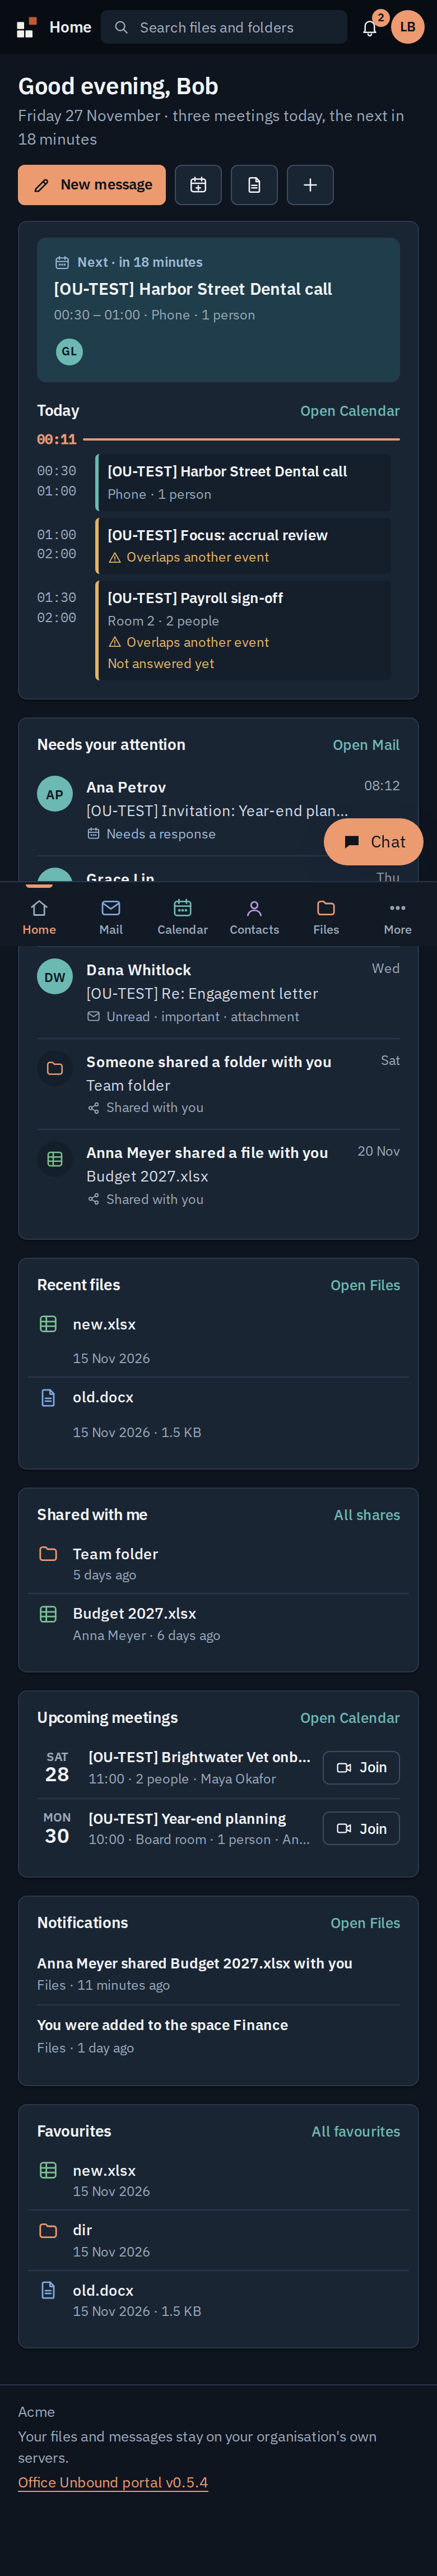 Home
Search files and folders
2
LB
Good evening, Bob
Friday 27 November · three meetings today, the next in
18 minutes
New message
Next · in 18 minutes
[OU-TEST] Harbor Street Dental call
00:30 – 01:00 · Phone · 1 person
GL
Today
Open Calendar
00:11
00:30
01:00
[OU-TEST] Harbor Street Dental call
Phone · 1 person
01:00
02:00
[OU-TEST] Focus: accrual review
Overlaps another event
01:30
02:00
[OU-TEST] Payroll sign-off
Room 2 · 2 people
Overlaps another event
Not answered yet
Needs your attention
Open Mail
AP
Ana Petrov
08:12
[OU-TEST] Invitation: Year-end plan...
Needs a response
Chat
Grace Lin
Thu
Home
Mail
Calendar
Contacts
Files
More
DW
Dana Whitlock
Wed
[OU-TEST] Re: Engagement letter
Unread · important · attachment
Someone shared a folder with you
Sat
Team folder
Shared with you
Anna Meyer shared a file with you
20 Nov
Budget 2027.xlsx
Shared with you
Recent files
Open Files
new.xlsx
15 Nov 2026
old.docx
15 Nov 2026 · 1.5 KB
Shared with me
All shares
Team folder
5 days ago
Budget 2027.xlsx
Anna Meyer · 6 days ago
Upcoming meetings
Open Calendar
SAT
28
[OU-TEST] Brightwater Vet onb...
11:00 · 2 people · Maya Okafor
Join
MON
30
[OU-TEST] Year-end planning
10:00 · Board room · 1 person · An...
Join
Notifications
Open Files
Anna Meyer shared Budget 2027.xlsx with you
Files · 11 minutes ago
You were added to the space Finance
Files · 1 day ago
Favourites
All favourites
new.xlsx
15 Nov 2026
dir
15 Nov 2026
old.docx
15 Nov 2026 · 1.5 KB
Acme
Your files and messages stay on your organisation's own
servers.
Office Unbound portal v0.5.4